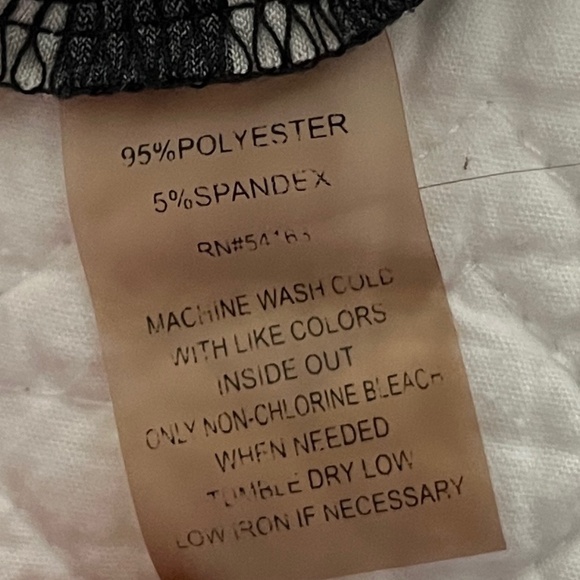 95%POLYESTER
5%SPANDEX
MACHINE WASH COLD
WITH LIKE COLORS
INSIDE OUT
ONLY NON-CHLORINE BLEACH
WHEN NEEDED
TUMBLE DRY LOW
LOW IRON IF NECESSARY